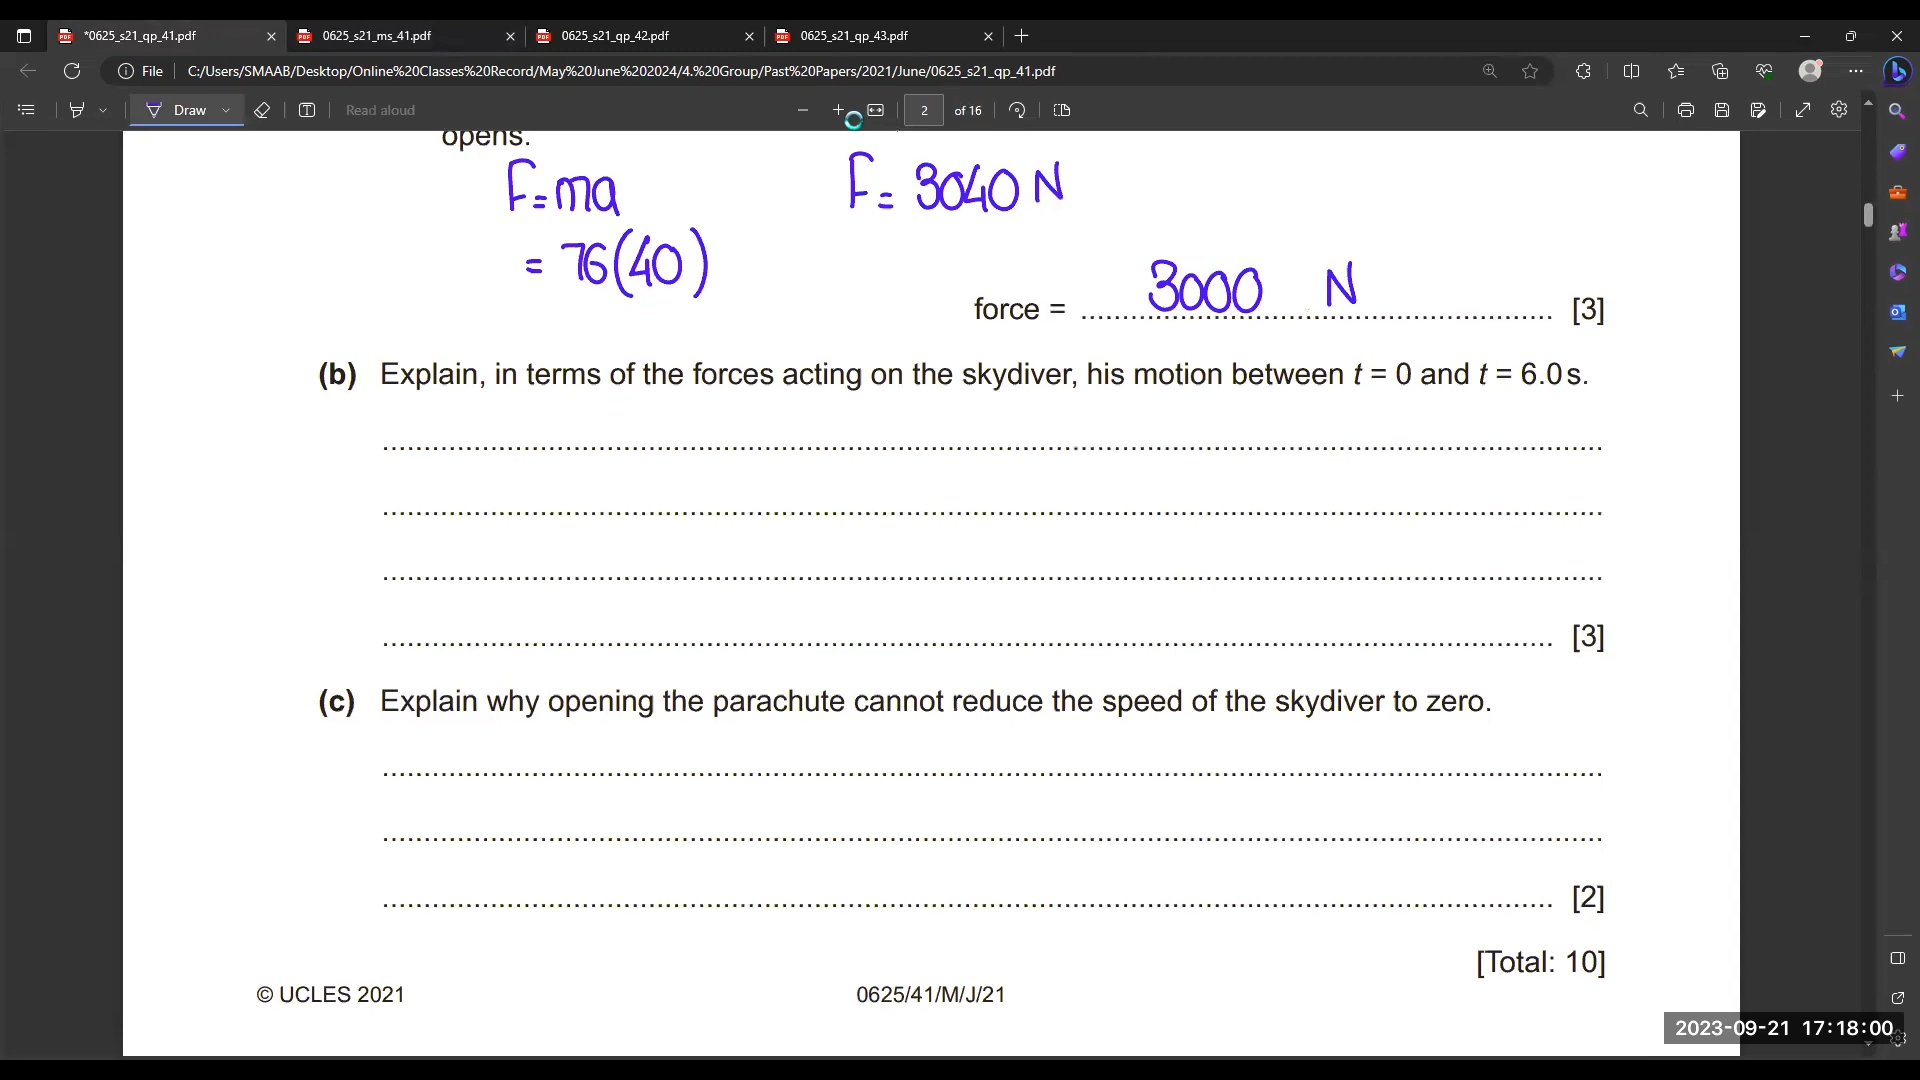 *0625_s21_qp_41.pdf
0625_s21_ms_41.pdf
0625_s21_qp_42.pdf
0625_s21_qp_43.pdf
File C:/Users/SMAAB/Desktop/Online%20Classes%20Record/May%20June%202024/4.%20Group/Past%20Papers/2021/June/0625_s21_qp_41.pdf
Draw Read aloud 2 of 16
opens.
F=ma F= 3040 N
= 76(40)
3000 N
force = .......... [3]
(b) Explain, in terms of the forces acting on the skydiver, his motion between t = 0 and t = 6.0 s.
[3]
(c) Explain why opening the parachute cannot reduce the speed of the skydiver to zero.
[2]
[Total: 10]
© UCLES 2021 0625/41/M/J/21
2023-09-21 17:18:00